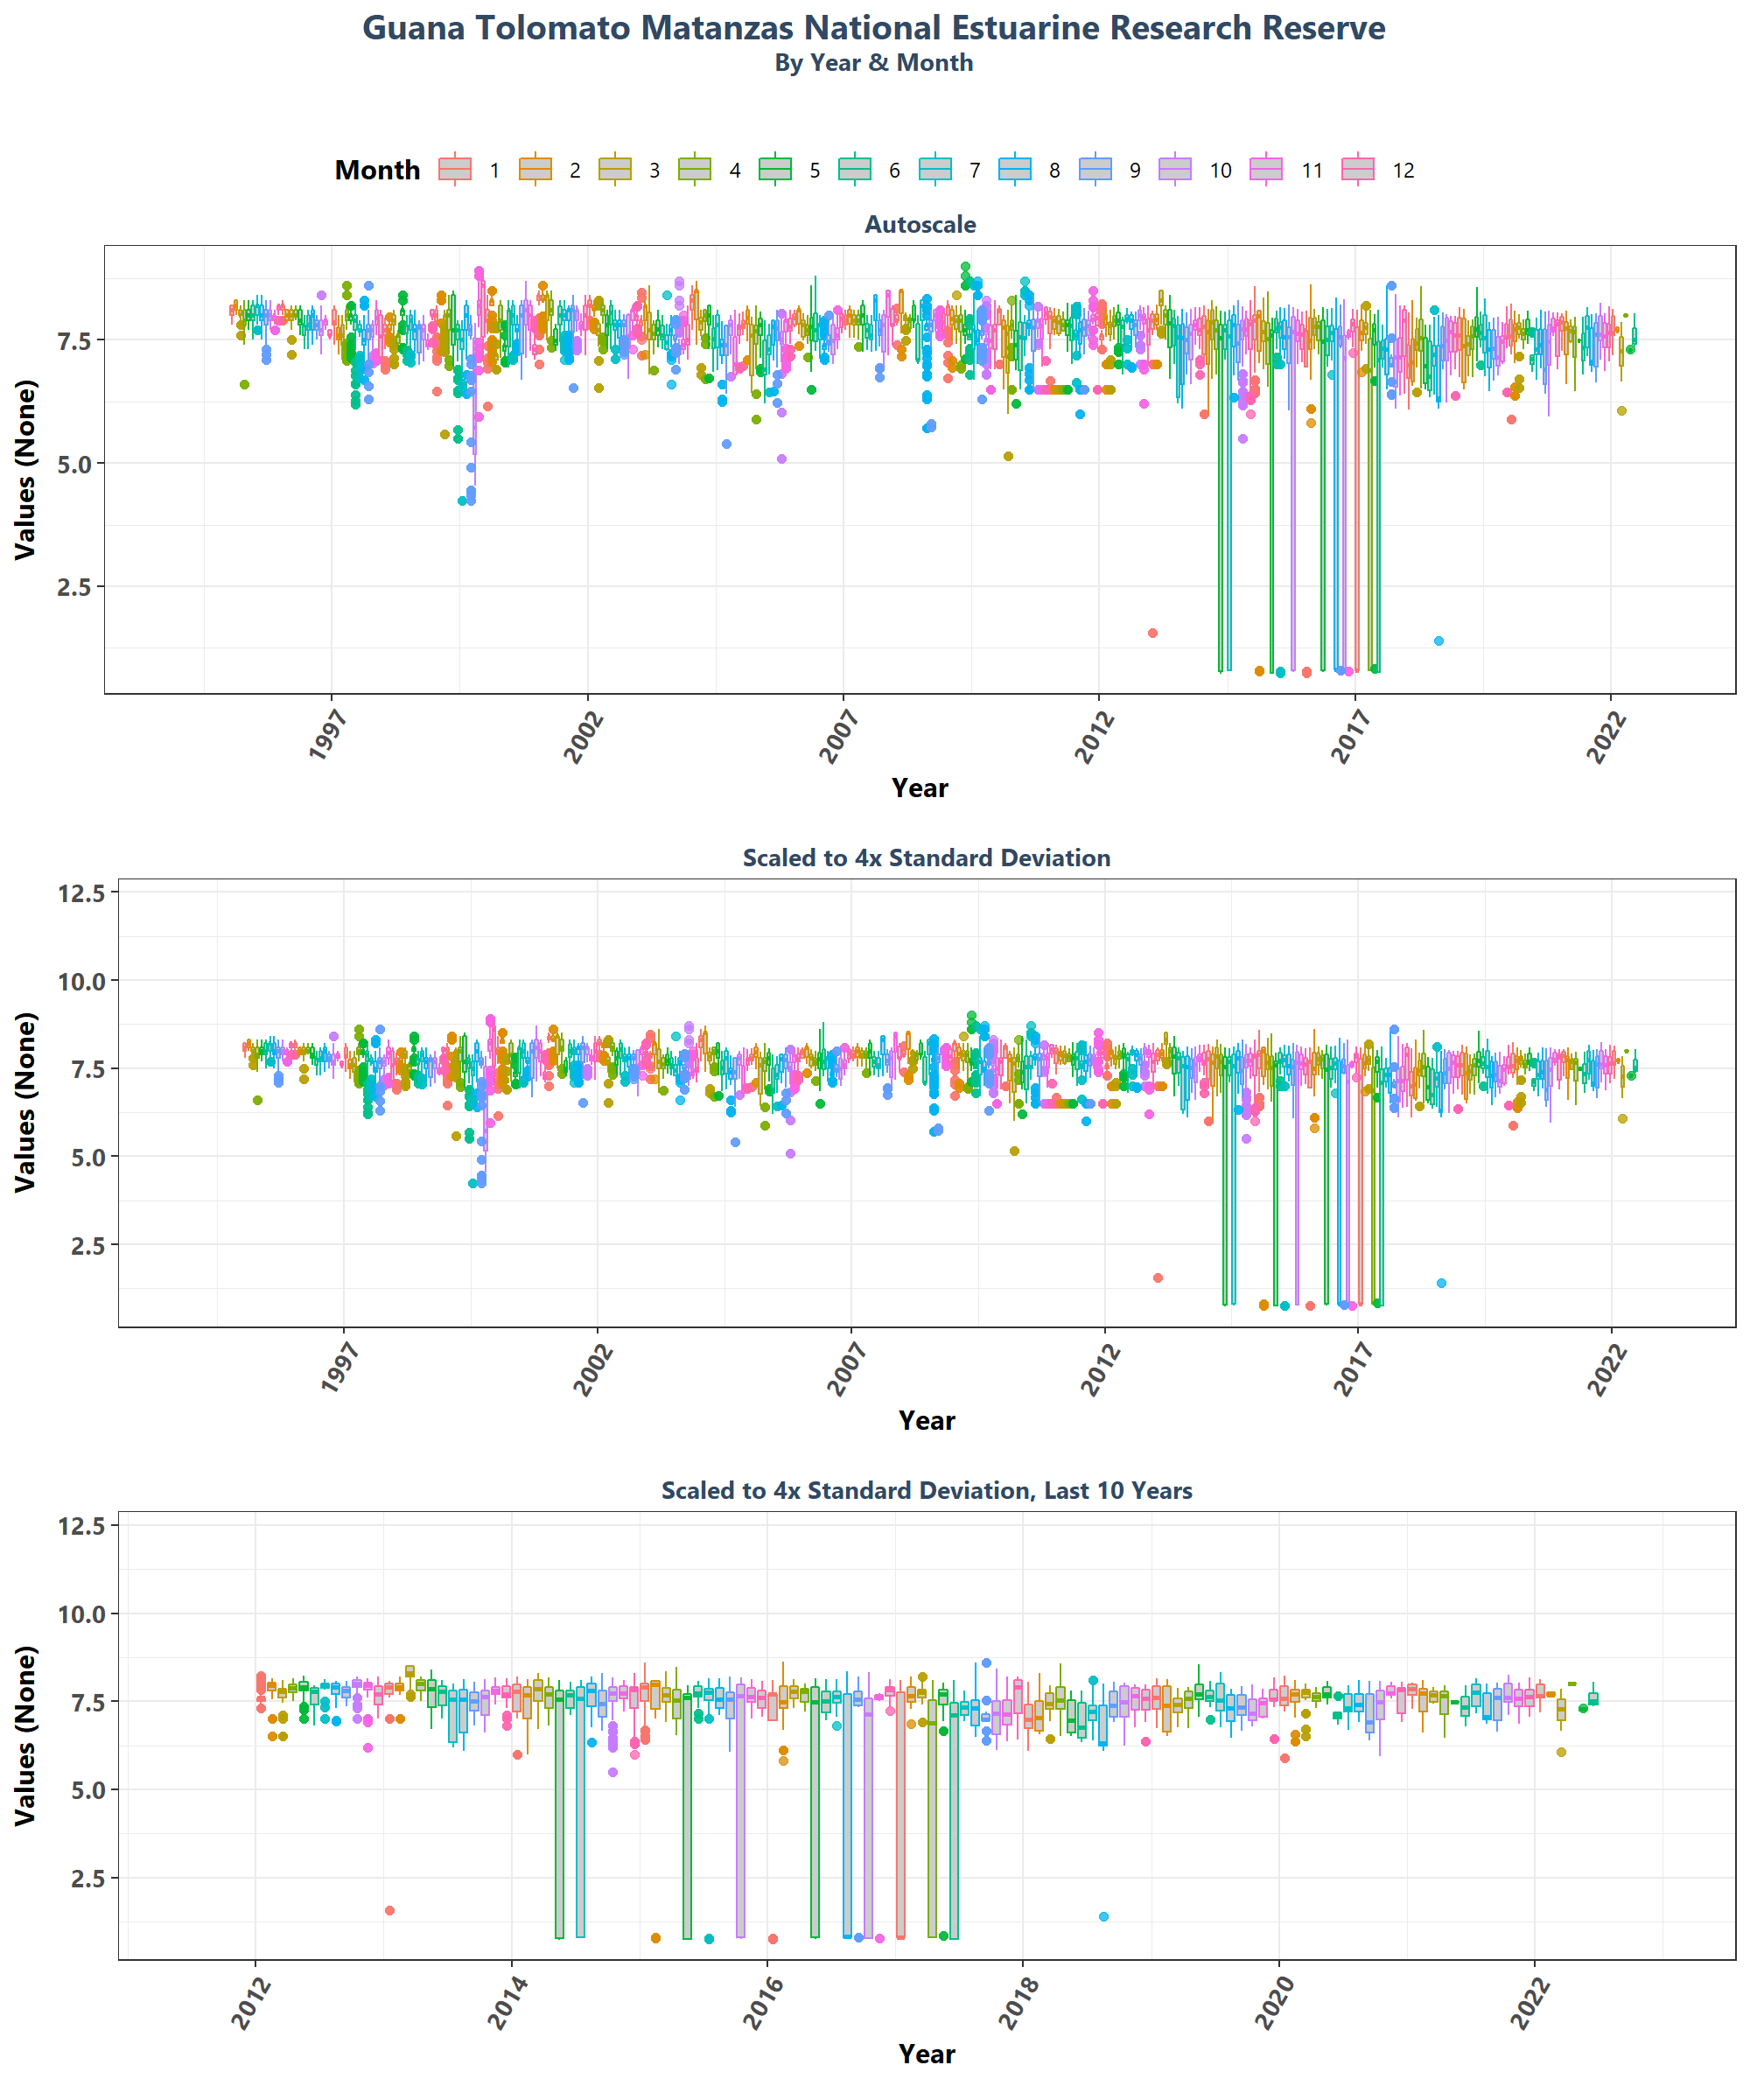 Guana Tolomato Matanzas National Estuarine Research Reserve
By Year & Month
Month 1 2 3 4 5 6 7 8 9 10 11 12
Autoscale
Values (None)
7.5
5.0
2.5
1997 2002 2007 2012 2017 2022
Year
Scaled to 4x Standard Deviation
Values (None)
12.5
10.0
7.5
5.0
2.5
1997 2002 2007 2012 2017 2022
Year
Scaled to 4x Standard Deviation, Last 10 Years
Values (None)
12.5
10.0
7.5
5.0
2.5
2012 2014 2016 2018 2020 2022
Year